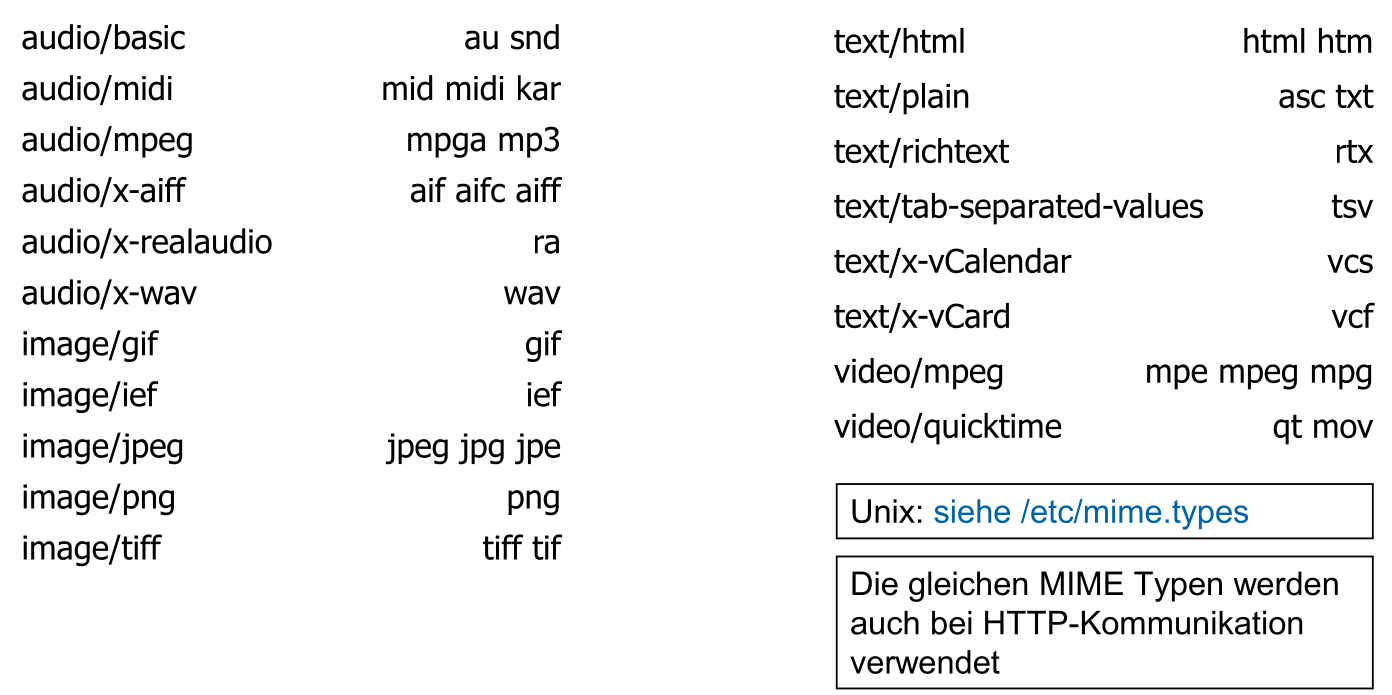 audio/basic au snd
audio/midi mid midi kar
audio/mpeg mpga mp3
audio/x-aiff aif aifc aiff
audio/x-realaudio ra
audio/x-wav wav
image/gif gif
image/ief ief
image/jpeg jpeg jpg jpe
image/png png
image/tiff tiff tif
text/html html htm
text/plain asc txt
text/richtext rtx
text/tab-separated-values tsv
text/x-vCalendar vcs
text/x-vCard vcf
video/mpeg mpe mpeg mpg
video/quicktime qt mov
Unix: siehe /etc/mime.types
Die gleichen MIME Typen werden
auch bei HTTP-Kommunikation
verwendet